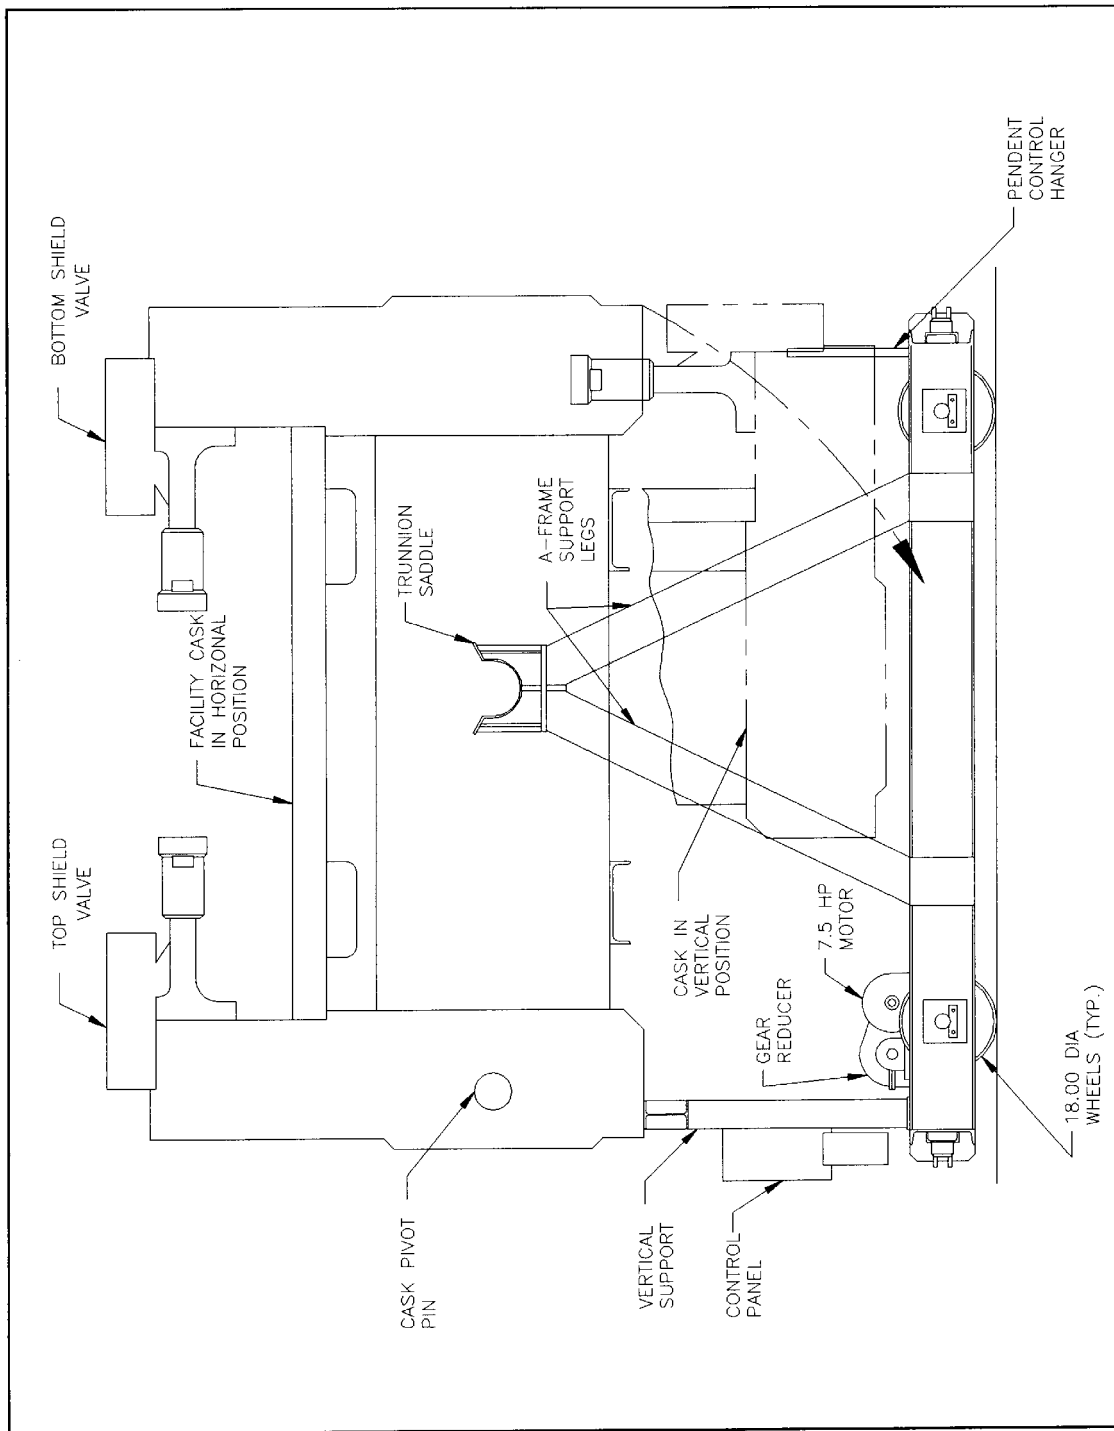 TOP SHIELD
VALVE
BOTTOM SHIELD
VALVE
FACILITY CASK
IN HORIZONAL
POSITION
CASK PIVOT
PIN
TRUNNION
SADDLE
A-FRAME
SUPPORT
LEGS
VERTICAL
SUPPORT
CASK IN
VERTICAL
POSITION
CONTROL
PANEL
GEAR
REDUCER
7.5 HP
MOTOR
PENDENT
CONTROL
HANGER
18.00 DIA
WHEELS (TYP.)